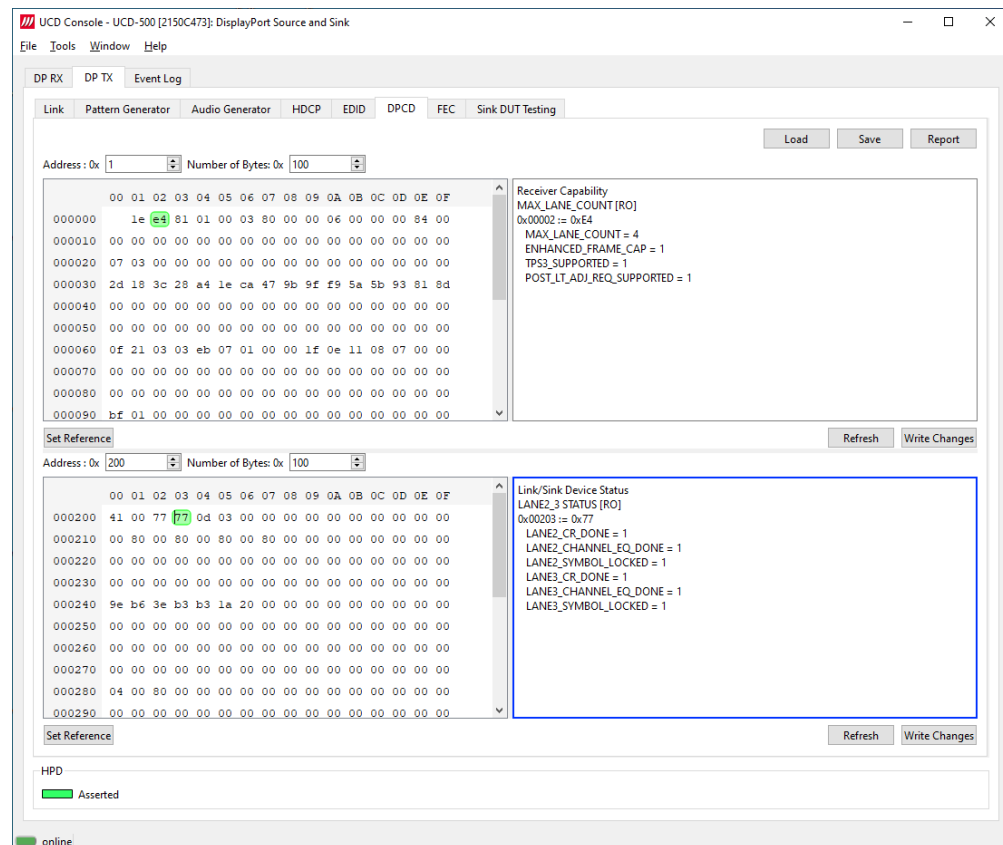 UCD Console - UCD-500 [2150C473]: DisplayPort Source and Sink
File Tools Window Help
DP RX DP TX Event Log
Link Pattern Generator Audio Generator HDCP EDID DPCD FEC Sink DUT Testing
Load Save Report
Address : 0x 1 Number of Bytes: 0x 100
00 01 02 03 04 05 06 07 08 09 0A 0B 0C 0D 0E 0F
000000 1e e4 81 01 00 03 80 00 00 06 00 00 00 84 00
000010 00 00 00 00 00 00 00 00 00 00 00 00 00 00 00 00
000020 07 03 00 00 00 00 00 00 00 00 00 00 00 00 00 00
000030 2d 18 3c 28 a4 1e ca 47 9b 9f f9 5a 5b 93 81 8d
000040 00 00 00 00 00 00 00 00 00 00 00 00 00 00 00 00
000050 00 00 00 00 00 00 00 00 00 00 00 00 00 00 00 00
000060 0f 21 03 03 eb 07 01 00 00 1f 0e 11 08 07 00 00
000070 00 00 00 00 00 00 00 00 00 00 00 00 00 00 00 00
000080 00 00 00 00 00 00 00 00 00 00 00 00 00 00 00 00
000090 bf 01 00 00 00 00 00 00 00 00 00 00 00 00 00 00
Receiver Capability
MAX_LANE_COUNT [RO]
0x00002 := 0xE4
MAX_LANE_COUNT = 4
ENHANCED_FRAME_CAP = 1
TPS3_SUPPORTED = 1
POST_LT_ADJ_REQ_SUPPORTED = 1
Set Reference Refresh Write Changes
Address : 0x 200 Number of Bytes: 0x 100
00 01 02 03 04 05 06 07 08 09 0A 0B 0C 0D 0E 0F
000200 41 00 77 77 0d 03 00 00 00 00 00 00 00 00 00 00
000210 00 80 00 80 00 80 00 80 00 00 00 00 00 00 00 00
000220 00 00 00 00 00 00 00 00 00 00 00 00 00 00 00 00
000230 00 00 00 00 00 00 00 00 00 00 00 00 00 00 00 00
000240 9e b6 3e b3 b3 1a 20 00 00 00 00 00 00 00 00 00
000250 00 00 00 00 00 00 00 00 00 00 00 00 00 00 00 00
000260 00 00 00 00 00 00 00 00 00 00 00 00 00 00 00 00
000270 00 00 00 00 00 00 00 00 00 00 00 00 00 00 00 00
000280 04 00 80 00 00 00 00 00 00 00 00 00 00 00 00 00
000290 00 00 00 00 00 00 00 00 00 00 00 00 00 00 00 00
Link/Sink Device Status
LANE2_3 STATUS [RO]
0x00203 := 0x77
LANE2_CR_DONE = 1
LANE2_CHANNEL_EQ_DONE = 1
LANE2_SYMBOL_LOCKED = 1
LANE3_CR_DONE = 1
LANE3_CHANNEL_EQ_DONE = 1
LANE3_SYMBOL_LOCKED = 1
Set Reference Refresh Write Changes
HPD
Asserted
online